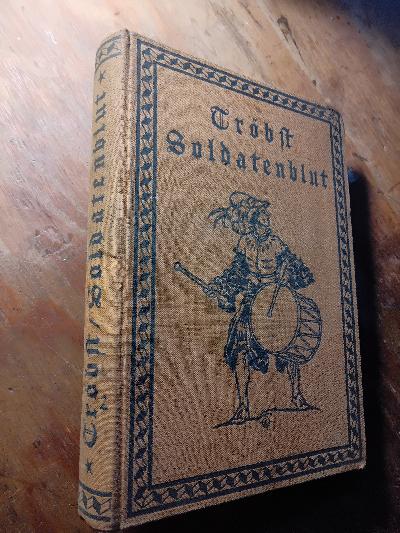 Tröbst
Soldatenblut
* Tröbst / Soldatenblut *